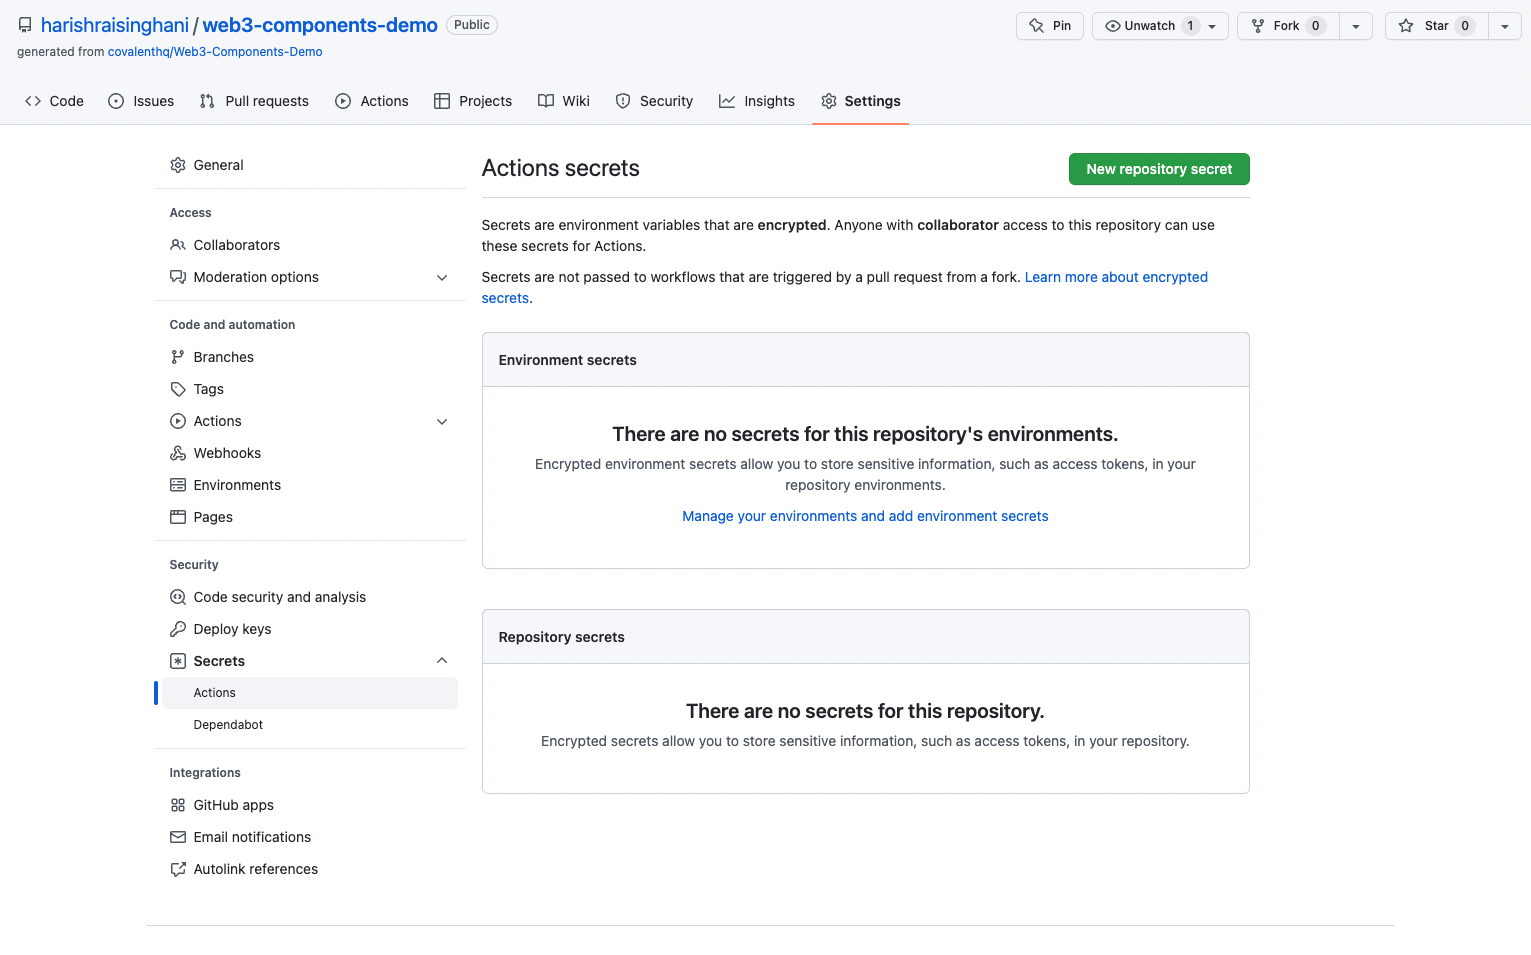 harishraisinghani / web3-components-demo Public
Pin
Unwatch 1
Fork 0
Star 0
generated from covalenthq/Web3-Components-Demo
Code
Issues
Pull requests
Actions
Projects
Wiki
Security
Insights
Settings
General
Access
Collaborators
Moderation options
Code and automation
Branches
Tags
Actions
Webhooks
Environments
Pages
Security
Code security and analysis
Deploy keys
Secrets
Actions
Dependabot
Integrations
GitHub apps
Email notifications
Autolink references
Actions secrets
New repository secret
Secrets are environment variables that are encrypted. Anyone with collaborator access to this repository can use
these secrets for Actions.
Secrets are not passed to workflows that are triggered by a pull request from a fork. Learn more about encrypted
secrets.
Environment secrets
There are no secrets for this repository's environments.
Encrypted environment secrets allow you to store sensitive information, such as access tokens, in your
repository environments.
Manage your environments and add environment secrets
Repository secrets
There are no secrets for this repository.
Encrypted secrets allow you to store sensitive information, such as access tokens, in your repository.